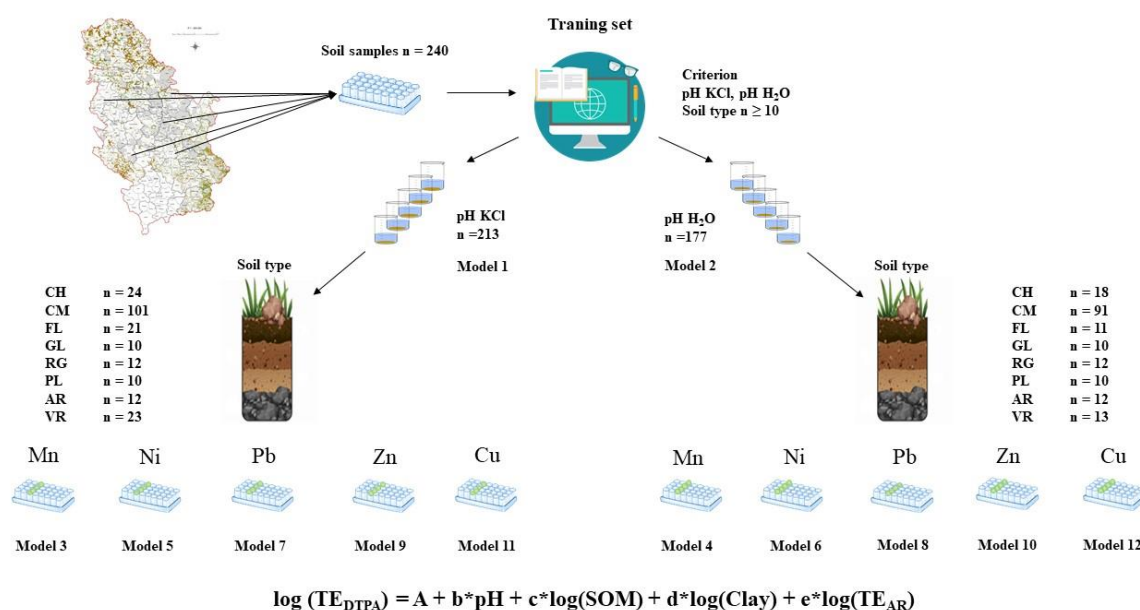 Traning set
Soil samples n = 240
Criterion
pH KCl, pH H₂O
Soil type n ≥ 10
pH KCl
n =213
Model 1
pH H₂O
n =177
Model 2
Soil type
CH n = 24
CM n = 101
FL n = 21
GL n = 10
RG n = 12
PL n = 10
AR n = 12
VR n = 23
Soil type
CH n = 18
CM n = 91
FL n = 11
GL n = 10
RG n = 12
PL n = 10
AR n = 12
VR n = 13
Mn Ni Pb Zn Cu
Model 3 Model 5 Model 7 Model 9 Model 11
Mn Ni Pb Zn Cu
Model 4 Model 6 Model 8 Model 10 Model 12
log (TE_DTPA) = A + b*pH + c*log(SOM) + d*log(Clay) + e*log(TE_AR)